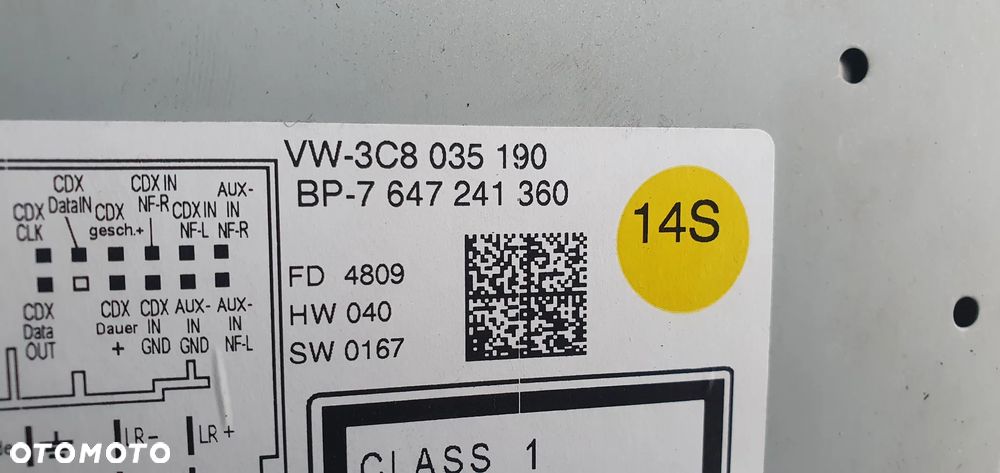 VW-3C8 035 190
BP-7 647 241 360
14S
FD 4809
HW 040
SW 0167
CLASS 1
CDX CLK
CDX DataIN
CDX gesch.+
CDX IN NF-R
CDX IN NF-L
AUX-IN NF-R
CDX Data OUT
CDX Dauer +
CDX IN GND
AUX-IN GND
AUX-IN NF-L
LR-
LR+
OTOMOTO